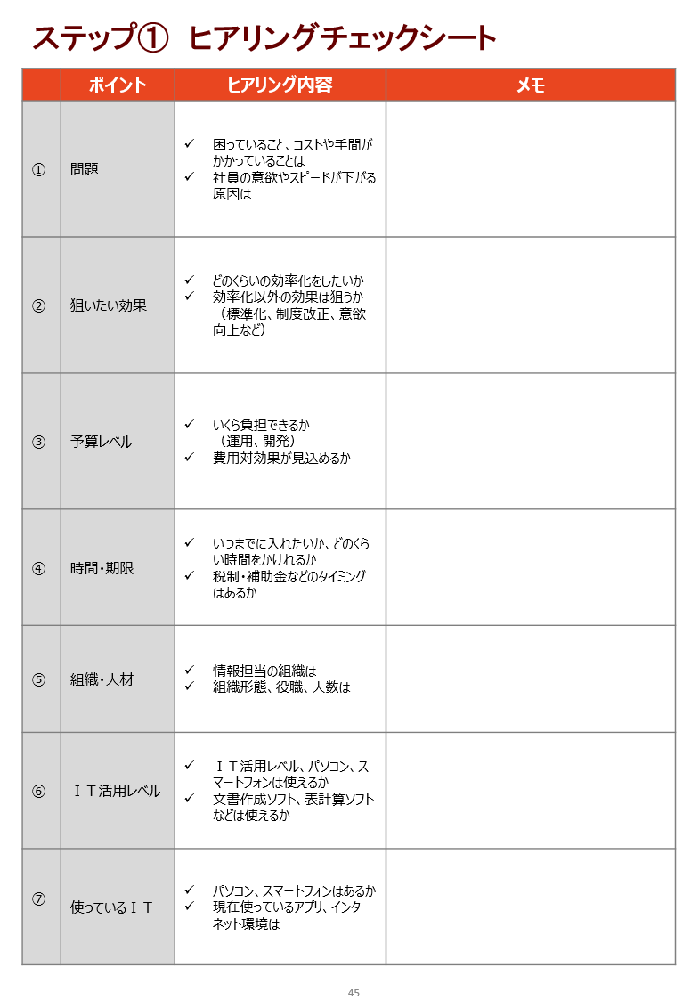 ステップ① ヒアリングチェックシート
ポイント ヒアリング内容 メモ
① 問題
✓ 困っていること、コストや手間が
かかっていることは
✓ 社員の意欲やスピードが下がる
原因は
② 狙いたい効果
✓ どのくらいの効率化をしたいか
✓ 効率化以外の効果は狙うか
（標準化、制度改正、意欲
向上など）
③ 予算レベル
✓ いくら負担できるか
（運用、開発）
✓ 費用対効果が見込めるか
④ 時間・期限
✓ いつまでに入れたいか、どのくら
い時間をかけれるか
✓ 税制・補助金などのタイミング
はあるか
⑤ 組織・人材
✓ 情報担当の組織は
✓ 組織形態、役職、人数は
⑥ ＩＴ活用レベル
✓ ＩＴ活用レベル、パソコン、ス
マートフォンは使えるか
✓ 文書作成ソフト、表計算ソフト
などは使えるか
⑦ 使っているＩＴ
✓ パソコン、スマートフォンはあるか
✓ 現在使っているアプリ、インター
ネット環境は
45